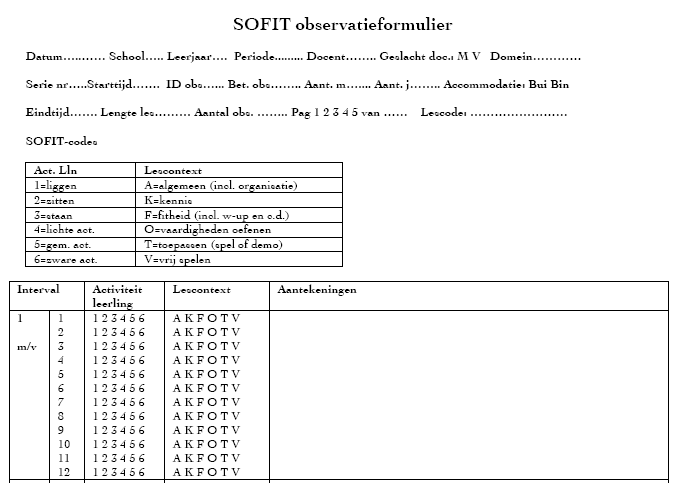 SOFIT observatieformulier
Datum.......... School..... Leerjaar.... Periode......... Docent........ Geslacht doc.: M V Domein............
Serie nr.....Starttijd....... ID obs...... Bet. obs........ Aant. m....... Aant. j........ Accommodatie: Bui Bin
Eindtijd....... Lengte les......... Aantal obs. ........ Pag 1 2 3 4 5 van ...... Lescode: ........................
SOFIT-codes
Act. Lln Lescontext
1=liggen A=algemeen (incl. organisatie)
2=zitten K=kennis
3=staan F=fitheid (incl. w-up en c.d.)
4=lichte act. O=vaardigheden oefenen
5=gem. act. T=toepassen (spel of demo)
6=zware act. V=vrij spelen
Interval Activiteit leerling Lescontext Aantekeningen
1 1 1 2 3 4 5 6 A K F O T V
2 1 2 3 4 5 6 A K F O T V
m/v 3 1 2 3 4 5 6 A K F O T V
4 1 2 3 4 5 6 A K F O T V
5 1 2 3 4 5 6 A K F O T V
6 1 2 3 4 5 6 A K F O T V
7 1 2 3 4 5 6 A K F O T V
8 1 2 3 4 5 6 A K F O T V
9 1 2 3 4 5 6 A K F O T V
10 1 2 3 4 5 6 A K F O T V
11 1 2 3 4 5 6 A K F O T V
12 1 2 3 4 5 6 A K F O T V